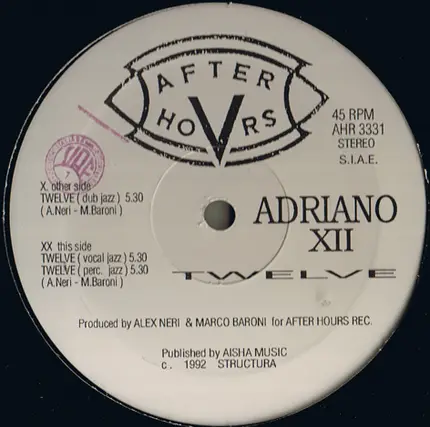 AFTER
HOVRS
45 RPM
AHR 3331
STEREO
S.I.A.E.
X. other side
TWELVE ( dub jazz ) 5.30
( A.Neri - M.Baroni )
ADRIANO
XII
TWELVE
XX this side
TWELVE ( vocal jazz ) 5.30
TWELVE ( perc. jazz ) 5.30
( A.Neri - M.Baroni )
Produced by ALEX NERI & MARCO BARONI for AFTER HOURS REC.
Published by AISHA MUSIC
c. 1992 STRUCTURA